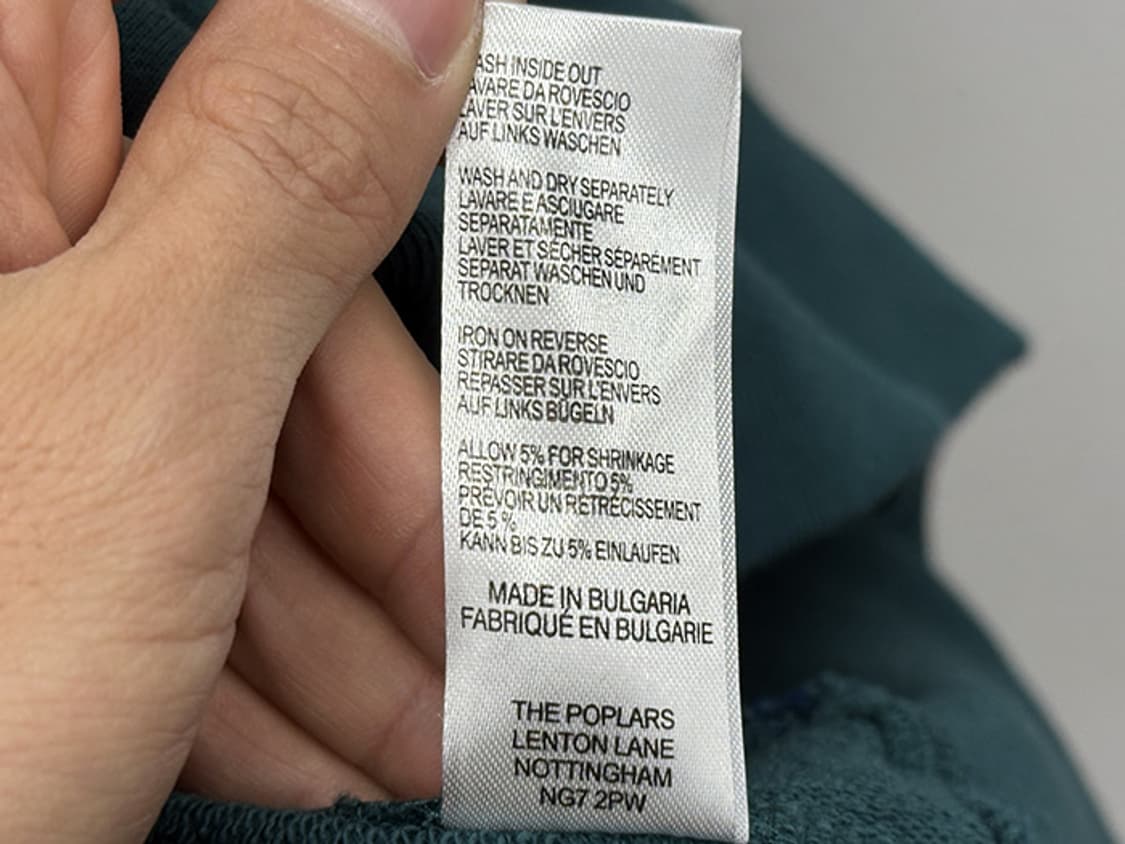 ASH INSIDE OUT
AVARE DA ROVESCIO
LAVER SUR L'ENVERS
AUF LINKS WASCHEN
WASH AND DRY SEPARATELY
LAVARE E ASCIUGARE
SEPARATAMENTE
LAVER ET SÉCHER SÉPARÉMENT
SEPARAT WASCHEN UND
TROCKNEN
IRON ON REVERSE
STIRARE DA ROVESCIO
REPASSER SUR L'ENVERS
AUF LINKS BÜGELN
ALLOW 5% FOR SHRINKAGE
RESTRINGIMENTO 5%
PRÉVOIR UN RÉTRÉCISSEMENT
DE 5 %
KANN BIS ZU 5% EINLAUFEN
MADE IN BULGARIA
FABRIQUÉ EN BULGARIE
THE POPLARS
LENTON LANE
NOTTINGHAM
NG7 2PW